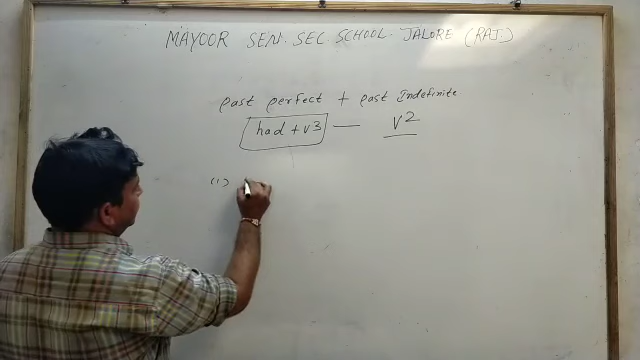 MAYOOR SEN. SEC. SCHOOL JALORE (RAJ.)
past perfect + past Indefinite
had + v3 — v2
(1)